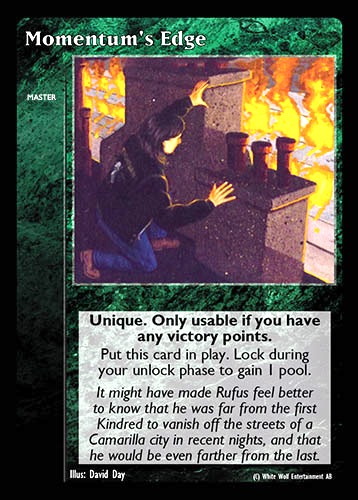 Momentum's Edge
MASTER
Unique. Only usable if you have
any victory points.
Put this card in play. Lock during
your unlock phase to gain 1 pool.
It might have made Rufus feel better
to know that he was far from the first
Kindred to vanish off the streets of a
Camarilla city in recent nights, and that
he would be even farther from the last.
Illus: David Day
(C) White Wolf Entertainment AB